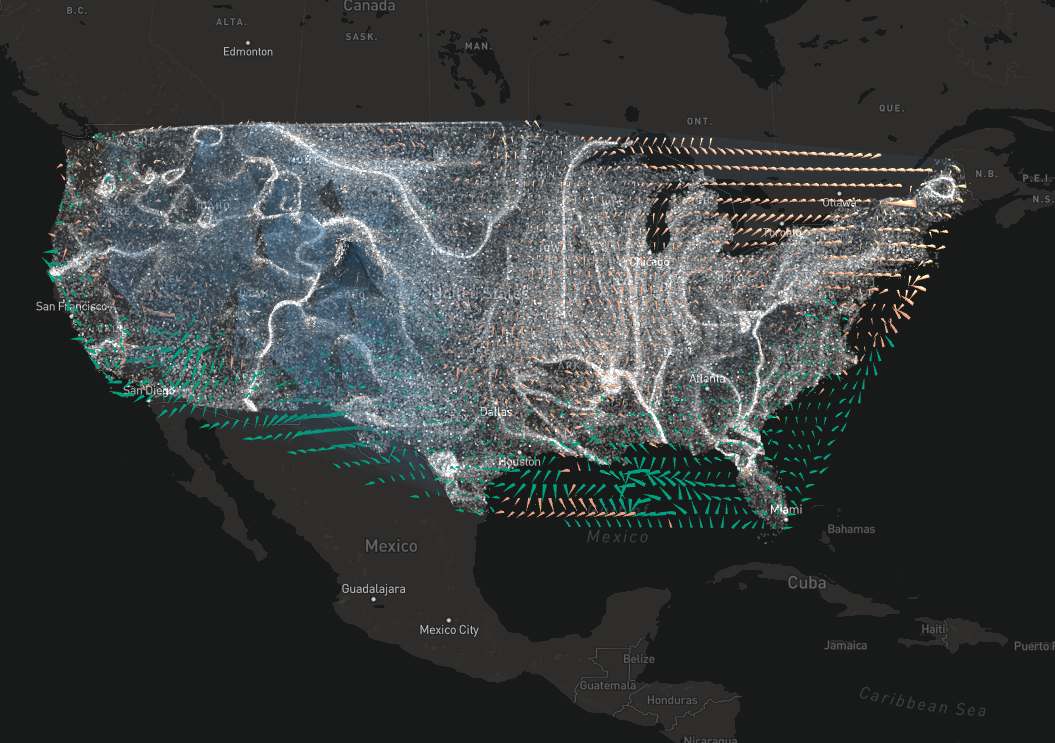 Canada
B.C.
ALTA.
SASK.
MAN.
Edmonton
QUE.
ONT.
N.B.
P.E.I.
N.S.
Ottawa
Chicago
San Francisco
San Diego
Atlanta
Dallas
Houston
Miami
Mexico
Bahamas
Mexico
Cuba
Guadalajara
Mexico City
Haiti
Jamaica
Puerto
Belize
Guatemala
Honduras
Caribbean Sea
Nicaragua